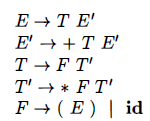 E → T E′
E′ → + T E′
T → F T′
T′ → * F T′
F → ( E ) | id